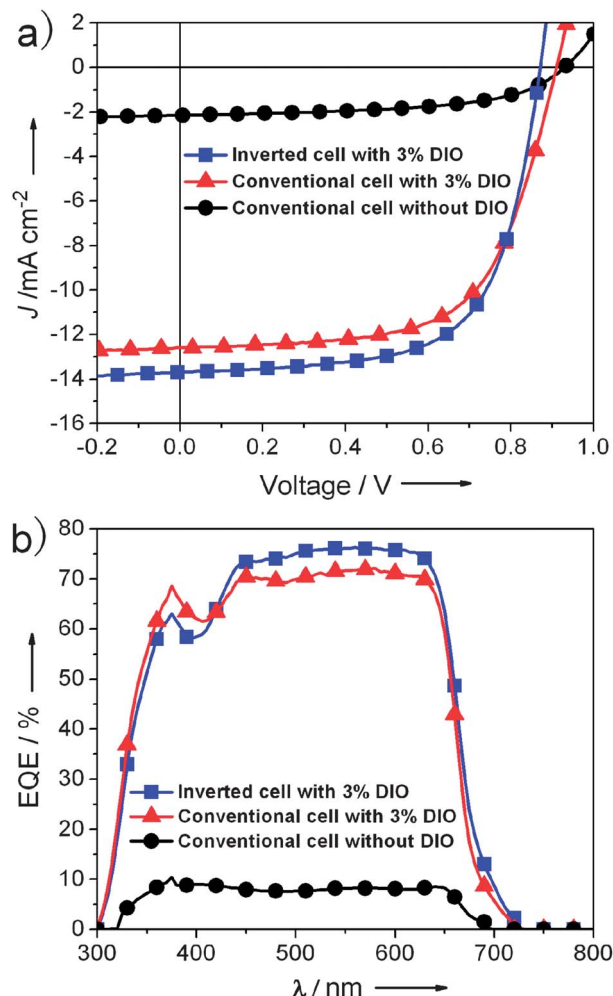 a)
2
0
-2
-4
-6
-8
-10
-12
-14
-16
J /mA cm⁻²
Inverted cell with 3% DIO
Conventional cell with 3% DIO
Conventional cell without DIO
-0.2 0.0 0.2 0.4 0.6 0.8 1.0
Voltage / V
b)
80
70
60
50
40
30
20
10
0
EQE / %
Inverted cell with 3% DIO
Conventional cell with 3% DIO
Conventional cell without DIO
300 400 500 600 700 800
λ / nm